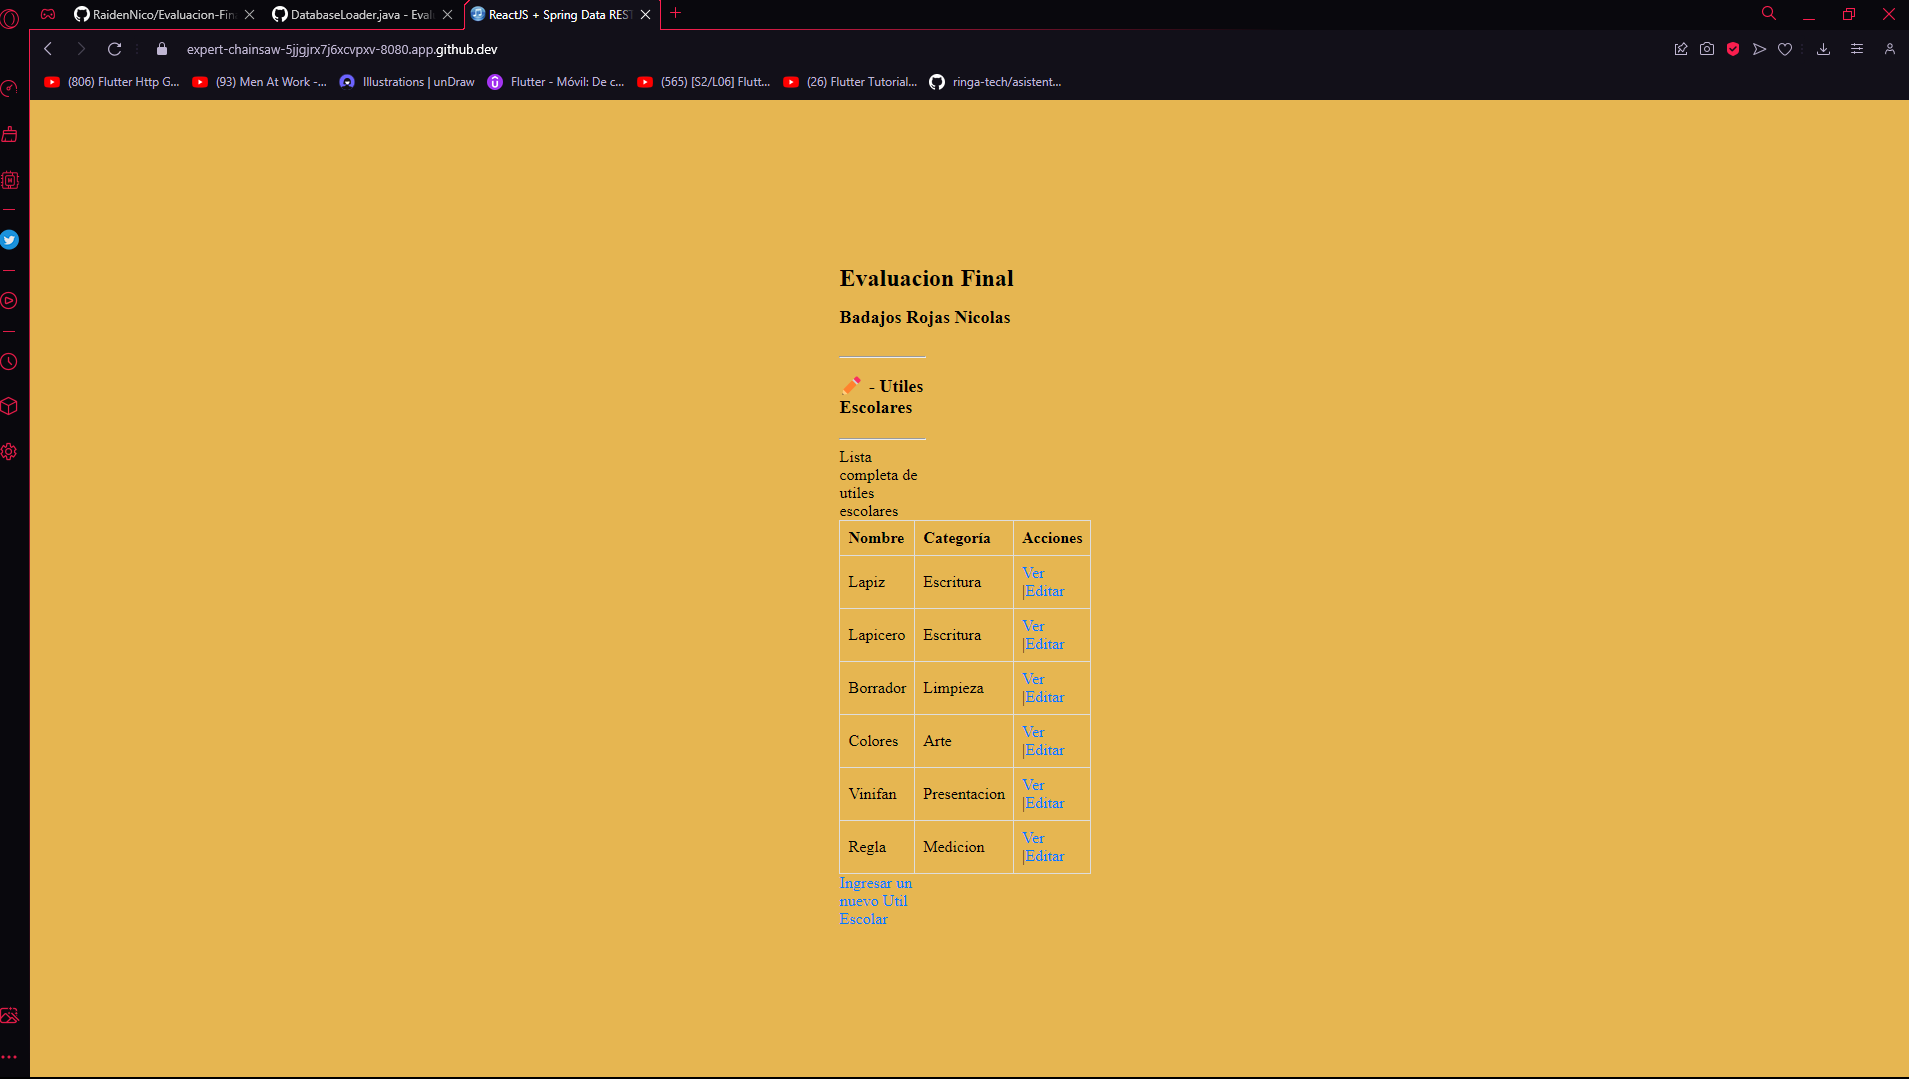 RaidenNico/Evaluacion-Fin
DatabaseLoader.java - Eval
ReactJS + Spring Data REST
expert-chainsaw-5jjgjrx7j6xcvpxv-8080.app.github.dev
(806) Flutter Http G...
(93) Men At Work -...
Illustrations | unDraw
Flutter - Móvil: De c...
(565) [S2/L06] Flutt...
(26) Flutter Tutorial...
ringa-tech/asistent...
Evaluacion Final
Badajos Rojas Nicolas
- Utiles
Escolares
Lista
completa de
utiles
escolares
Nombre Categoría Acciones
Lapiz Escritura Ver
|Editar
Lapicero Escritura Ver
|Editar
Borrador Limpieza Ver
|Editar
Colores Arte Ver
|Editar
Vinifan Presentacion Ver
|Editar
Regla Medicion Ver
|Editar
Ingresar un
nuevo Util
Escolar